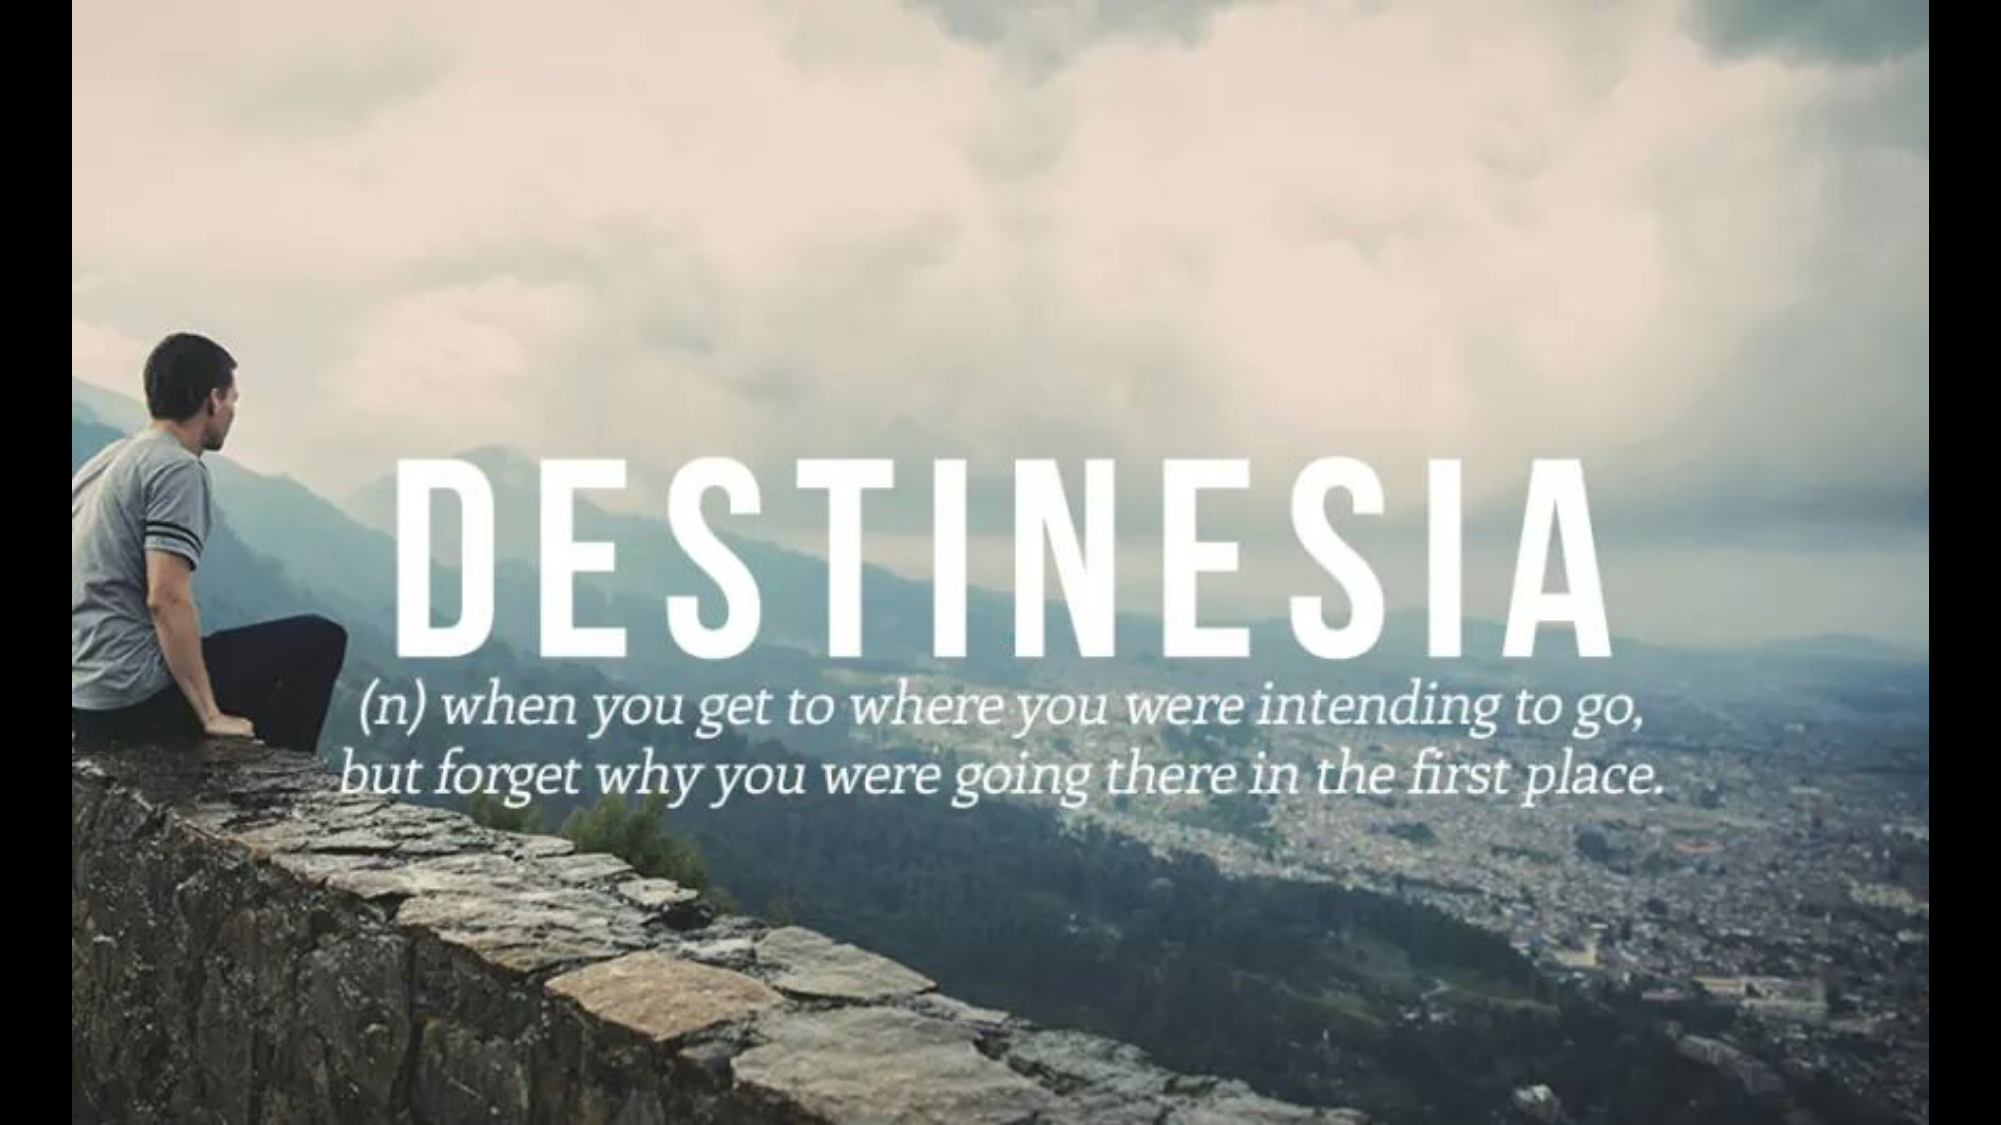 DESTINESIA
(n) when you get to where you were intending to go,
but forget why you were going there in the first place.